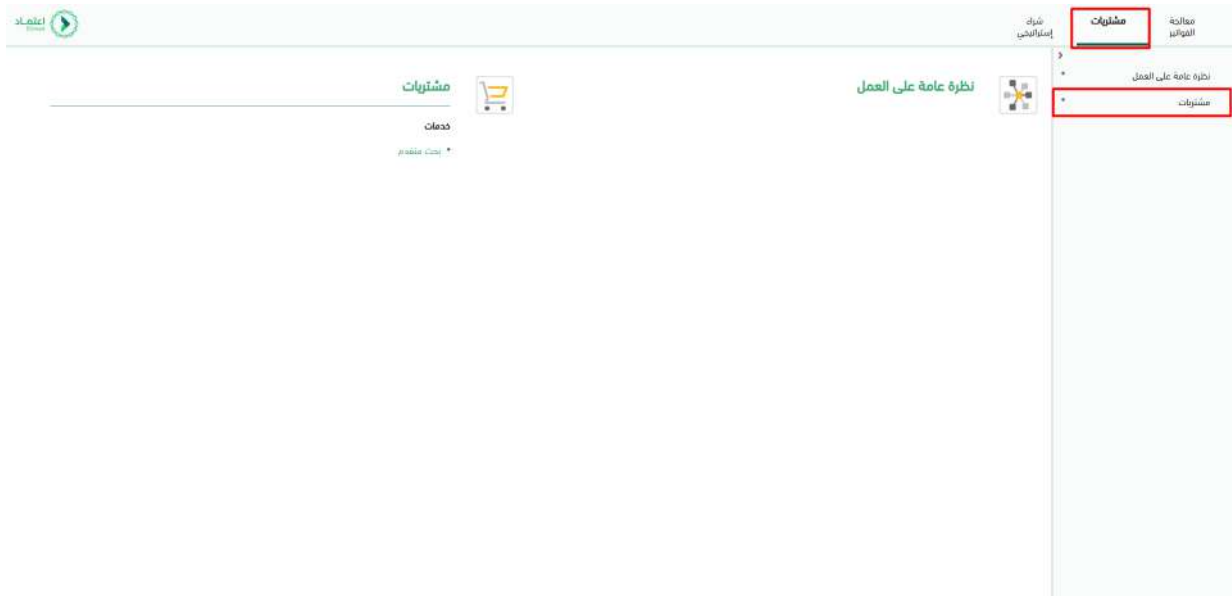 معالجة
الفواتير
مشتريات
شراء
إستراتيجي
اعتماد
Etimad
نظرة عامة على العمل
مشتريات
نظرة عامة على العمل
مشتريات
خدمات
بحث متقدم